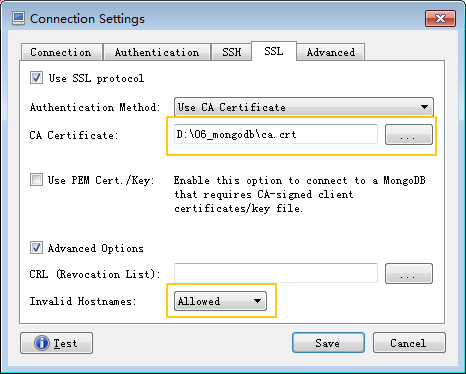 Connection Settings
Connection Authentication SSH SSL Advanced
Use SSL protocol
Authentication Method: Use CA Certificate
CA Certificate: D:\06_mongodb\ca.crt ...
Use PEM Cert./Key: Enable this option to connect to a MongoDB
that requires CA-signed client
certificates/key file.
Advanced Options
CRL (Revocation List): ...
Invalid Hostnames: Allowed
Test Save Cancel